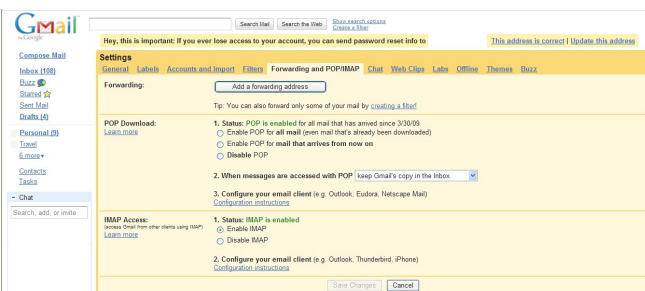 Gmail
by Google
Search Mail
Search the Web
Show search options
Create a filter
Hey, this is important: If you ever lose access to your account, you can send password reset info to
This address is correct | Update this address
Compose Mail
Inbox (108)
Buzz
Starred
Sent Mail
Drafts (4)
Personal (9)
Travel
6 more▾
Contacts
Tasks
− Chat
Search, add, or invite
Settings
General Labels Accounts and Import Filters Forwarding and POP/IMAP Chat Web Clips Labs Offline Themes Buzz
Forwarding:
Add a forwarding address
Tip: You can also forward only some of your mail by creating a filter!
POP Download:
Learn more
1. Status: POP is enabled for all mail that has arrived since 3/30/09
Enable POP for all mail (even mail that's already been downloaded)
Enable POP for mail that arrives from now on
Disable POP
2. When messages are accessed with POP keep Gmail's copy in the Inbox
3. Configure your email client (e.g. Outlook, Eudora, Netscape Mail)
Configuration instructions
IMAP Access:
(access Gmail from other clients using IMAP)
Learn more
1. Status: IMAP is enabled
Enable IMAP
Disable IMAP
2. Configure your email client (e.g. Outlook, Thunderbird, iPhone)
Configuration instructions
Save Changes
Cancel